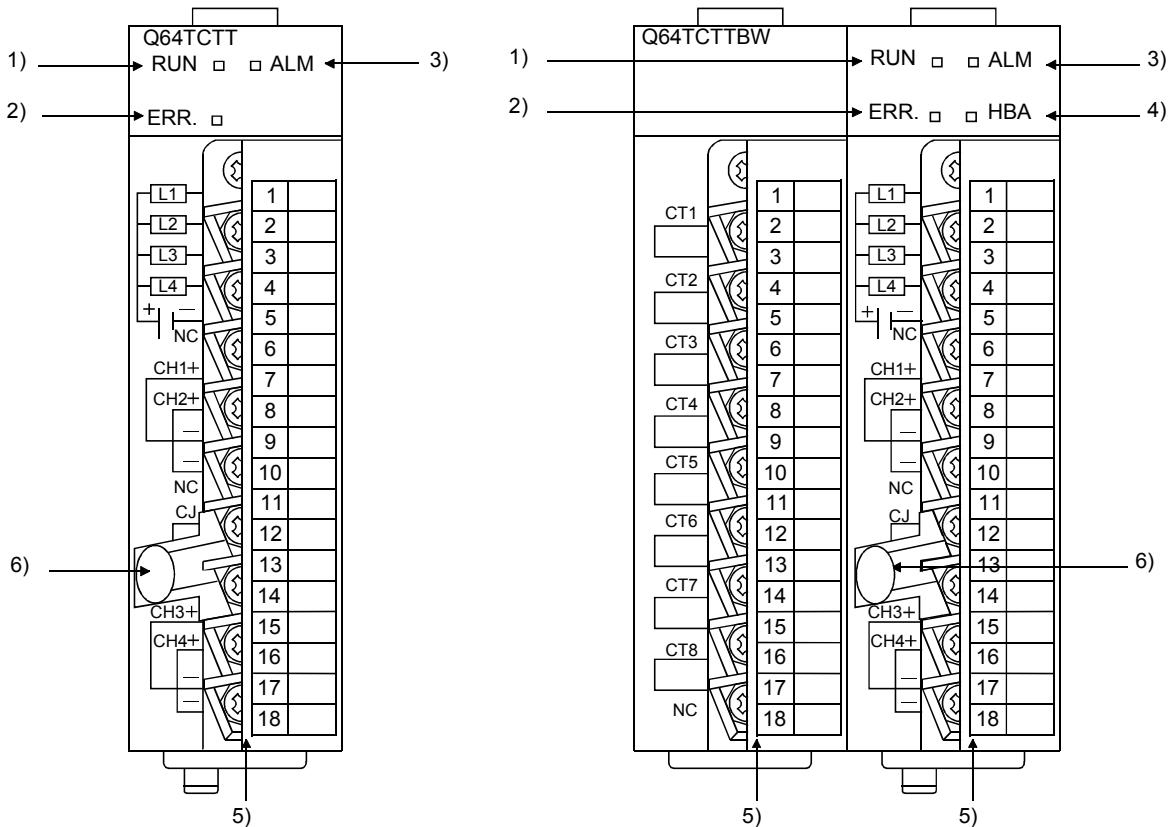 Q64TCTT
1) RUN ALM 3)
2) ERR.
L1
L2
L3
L4
+ −
NC
CH1+
CH2+
−
−
NC
CJ
6)
CH3+
CH4+
−
−
1
2
3
4
5
6
7
8
9
10
11
12
13
14
15
16
17
18
5)
Q64TCTTBW
1) RUN ALM 3)
2) ERR. HBA 4)
CT1
CT2
CT3
CT4
CT5
CT6
CT7
CT8
NC
1
2
3
4
5
6
7
8
9
10
11
12
13
14
15
16
17
18
5)
L1
L2
L3
L4
+ −
NC
CH1+
CH2+
−
−
NC
CJ
6)
CH3+
CH4+
−
−
1
2
3
4
5
6
7
8
9
10
11
12
13
14
15
16
17
18
5)